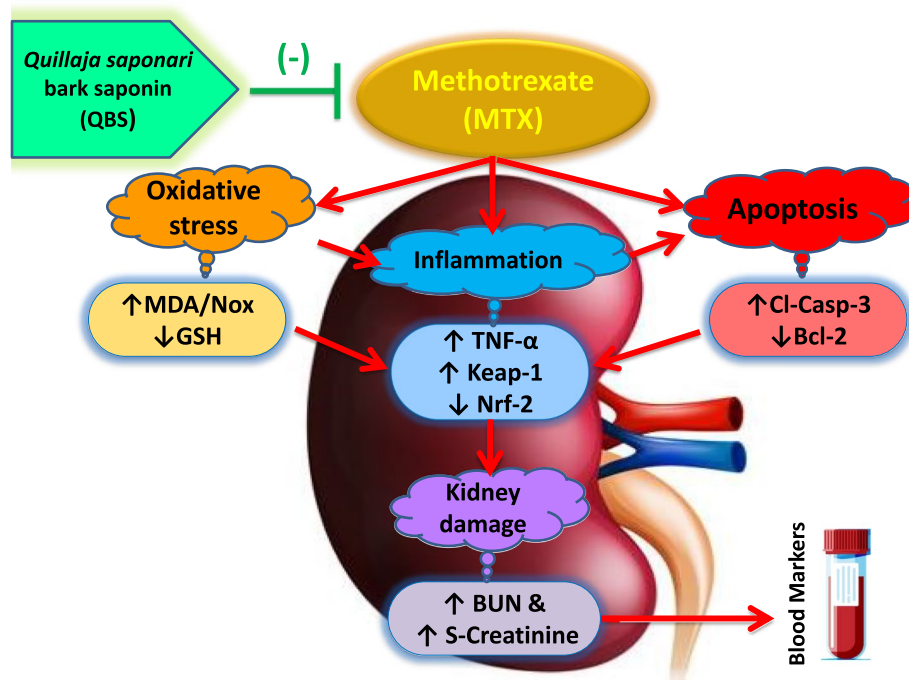 Quillaja saponari
bark saponin
(QBS)
(-)
Methotrexate
(MTX)
Oxidative
stress
Inflammation
Apoptosis
↑MDA/Nox
↓GSH
↑ TNF-α
↑ Keap-1
↓ Nrf-2
↑Cl-Casp-3
↓Bcl-2
Kidney
damage
↑ BUN &
↑ S-Creatinine
Blood Markers